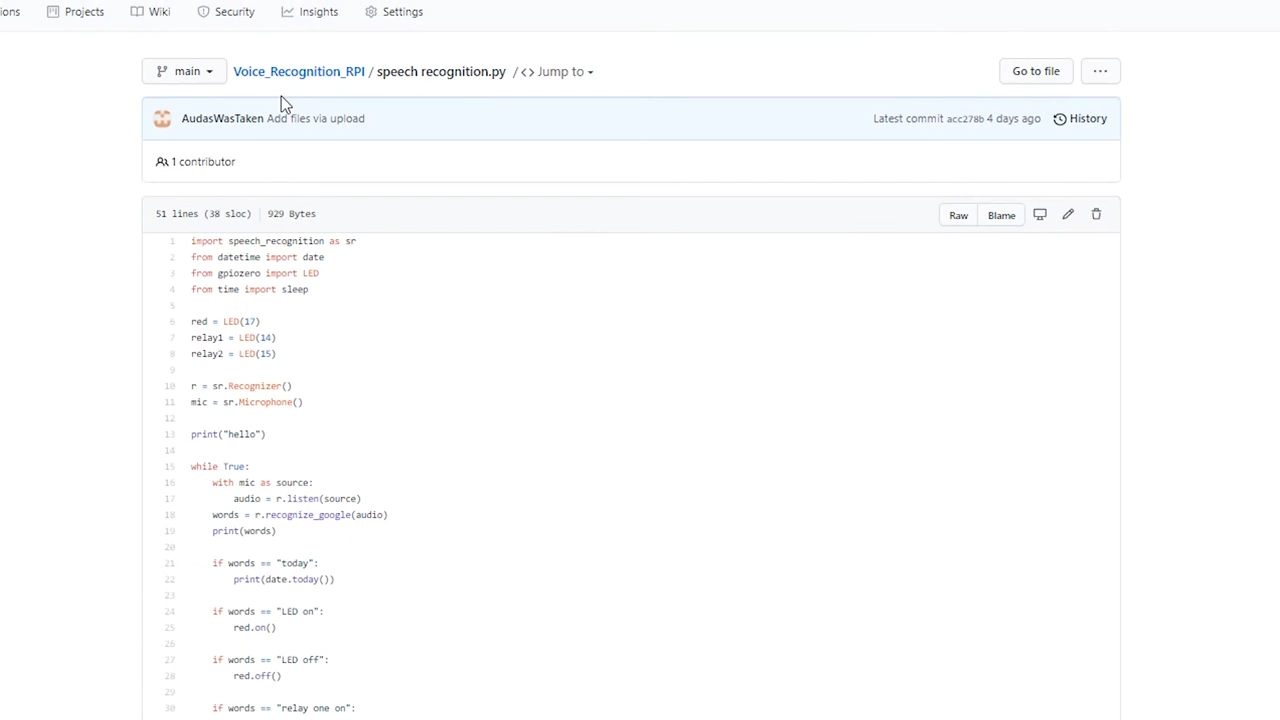 ons Projects Wiki Security Insights Settings
main Voice_Recognition_RPI / speech recognition.py / <> Jump to Go to file ...
AudasWasTaken Add files via upload Latest commit acc278b 4 days ago History
1 contributor
51 lines (38 sloc) 929 Bytes Raw Blame
1 import speech_recognition as sr
2 from datetime import date
3 from gpiozero import LED
4 from time import sleep
5
6 red = LED(17)
7 relay1 = LED(14)
8 relay2 = LED(15)
9
10 r = sr.Recognizer()
11 mic = sr.Microphone()
12
13 print("hello")
14
15 while True:
16 with mic as source:
17 audio = r.listen(source)
18 words = r.recognize_google(audio)
19 print(words)
20
21 if words == "today":
22 print(date.today())
23
24 if words == "LED on":
25 red.on()
26
27 if words == "LED off":
28 red.off()
29
30 if words == "relay one on":